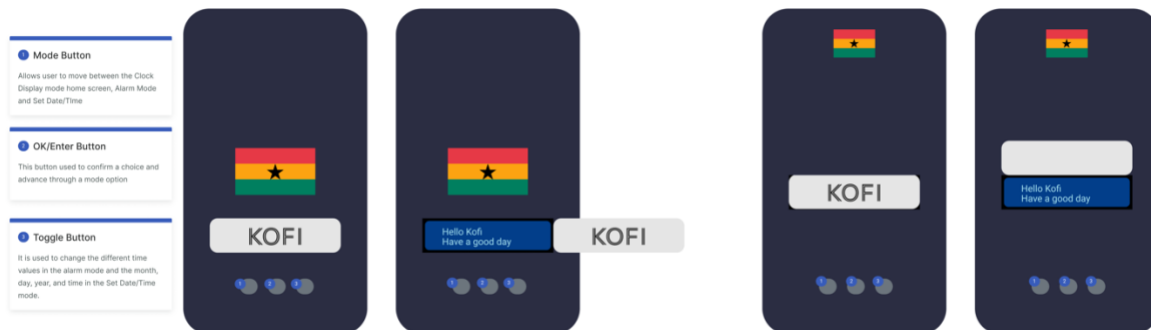 1 Mode Button
Allows user to move between the Clock
Display mode home screen, Alarm Mode
and Set Date/Time
2 OK/Enter Button
This button used to confirm a choice and
advance through a mode option
3 Toggle Button
It is used to change the different time
values in the alarm mode and the month,
day, year, and time in the Set Date/Time
mode.
KOFI
1 2 3
Hello Kofi
Have a good day
KOFI
1 2 3
KOFI
1 2 3
Hello Kofi
Have a good day
1 2 3